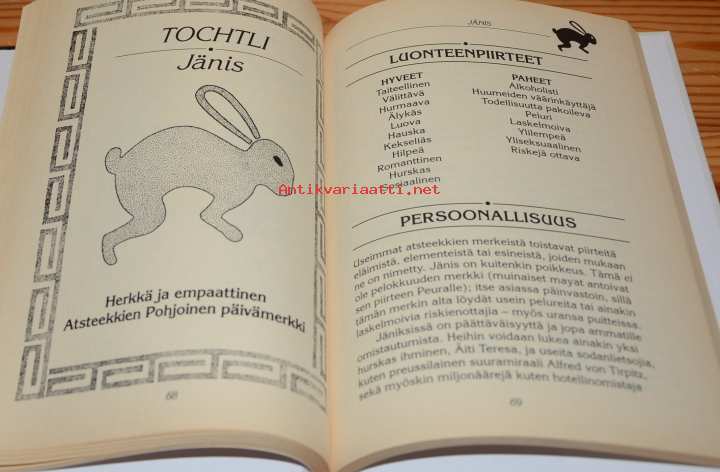 TOCHTLI
Jänis
Herkkä ja empaattinen
Atsteekkien Pohjoinen päivämerkki
68
JÄNIS
LUONTEENPIIRTEET
HYVEET
Taiteellinen
Välittävä
Hurmaava
Älykäs
Luova
Hauska
Kekseliäs
Hilpeä
Romanttinen
Hurskas
Sosiaalinen
PAHEET
Alkoholisti
Huumeiden väärinkäyttäjä
Todellisuutta pakoileva
Peluri
Laskelmoiva
Ylilempeä
Yliseksuaalinen
Riskejä ottava
Antikvariaatti.net
PERSOONALLISUUS
Useimmat atsteekkien merkeistä toistavat piirteitä
eläimistä, elementeistä tai esineistä, joiden mukaan
ne on nimetty. Jänis on kuitenkin poikkeus. Tämä ei
ole pelokkuuden merkki (muinaiset mayat antoivat
sen piirteen Peuralle); itse asiassa päinvastoin, sillä
tämän merkin alta löydät usein pelureita tai ainakin
laskelmoivia riskienottajia – myös uransa puitteissa.
Jäniksissä on päättäväisyyttä ja jopa ammatille
omistautumista. Heihin voidaan lukea ainakin yksi
hurskas ihminen, Äiti Teresa, ja useita sodanlietsojia,
kuten preussilainen suuramiraali Alfred von Tirpitz,
sekä myöskin miljonäärejä kuten hotellinomistaja
69